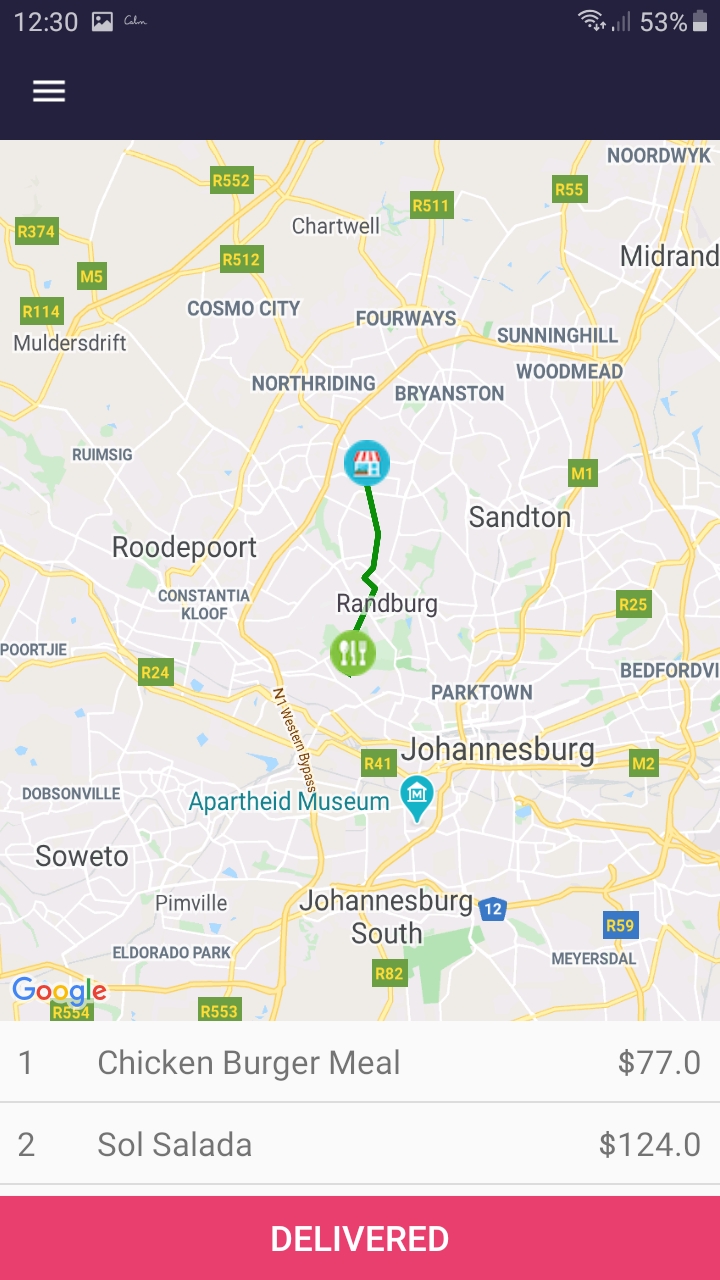 12:30 Calm 53%
NOORDWYK
R552
R55
R511
Chartwell
R374
Midrand
R512
M5
COSMO CITY
R114
FOURWAYS
Muldersdrift
SUNNINGHILL
WOODMEAD
NORTHRIDING
BRYANSTON
RUIMSIG
M1
Sandton
Roodepoort
CONSTANTIA
KLOOF
Randburg
R25
POORTJIE
R24
BEDFORDVI
PARKTOWN
N1 Western Bypass
Johannesburg
R41
M2
DOBSONVILLE
Apartheid Museum
M
Soweto
Pimville
Johannesburg
South
12
R59
ELDORADO PARK
MEYERSDAL
R82
Google
R554
R553
1 Chicken Burger Meal $77.0
2 Sol Salada $124.0
DELIVERED